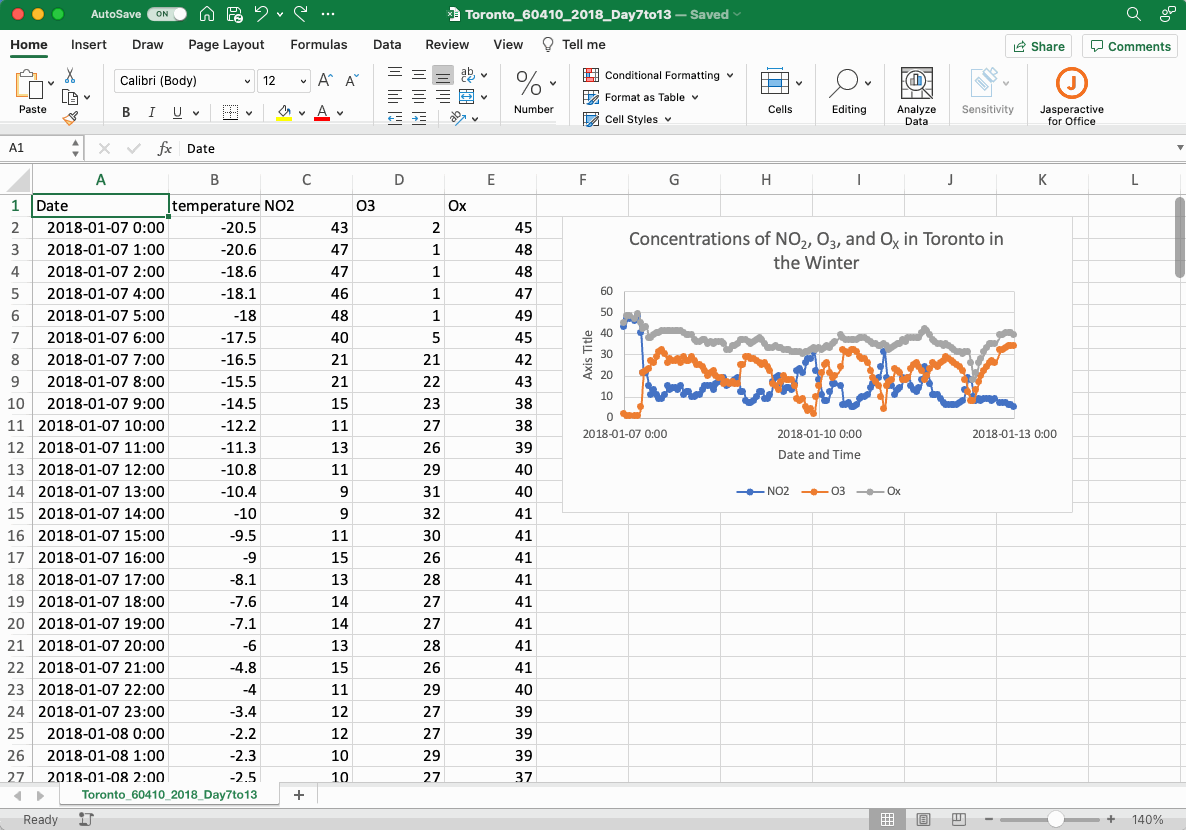 AutoSave ON Toronto_60410_2018_Day7to13 — Saved
Home Insert Draw Page Layout Formulas Data Review View Tell me Share Comments
Paste Calibri (Body) 12 A A ab c Conditional Formatting
B I U A % Number Format as Table Cells Editing Analyze Data Sensitivity J Jasperactive for Office
ab Cell Styles
A1 fx Date
A B C D E F G H I J K L
1 Date temperature NO2 O3 Ox
2 2018-01-07 0:00 -20.5 43 2 45
3 2018-01-07 1:00 -20.6 47 1 48
4 2018-01-07 2:00 -18.6 47 1 48
5 2018-01-07 4:00 -18.1 46 1 47
6 2018-01-07 5:00 -18 48 1 49
7 2018-01-07 6:00 -17.5 40 5 45
8 2018-01-07 7:00 -16.5 21 21 42
9 2018-01-07 8:00 -15.5 21 22 43
10 2018-01-07 9:00 -14.5 15 23 38
11 2018-01-07 10:00 -12.2 11 27 38
12 2018-01-07 11:00 -11.3 13 26 39
13 2018-01-07 12:00 -10.8 11 29 40
14 2018-01-07 13:00 -10.4 9 31 40
15 2018-01-07 14:00 -10 9 32 41
16 2018-01-07 15:00 -9.5 11 30 41
17 2018-01-07 16:00 -9 15 26 41
18 2018-01-07 17:00 -8.1 13 28 41
19 2018-01-07 18:00 -7.6 14 27 41
20 2018-01-07 19:00 -7.1 14 27 41
21 2018-01-07 20:00 -6 13 28 41
22 2018-01-07 21:00 -4.8 15 26 41
23 2018-01-07 22:00 -4 11 29 40
24 2018-01-07 23:00 -3.4 12 27 39
25 2018-01-08 0:00 -2.2 12 27 39
26 2018-01-08 1:00 -2.3 10 29 39
27 2018-01-08 2:00 -2.5 10 27 37
Concentrations of NO₂, O₃, and Oₓ in Toronto in
the Winter
Axis Title
60
50
40
30
20
10
0
2018-01-07 0:00 2018-01-10 0:00 2018-01-13 0:00
Date and Time
NO2 O3 Ox
Toronto_60410_2018_Day7to13 +
Ready − + 140%